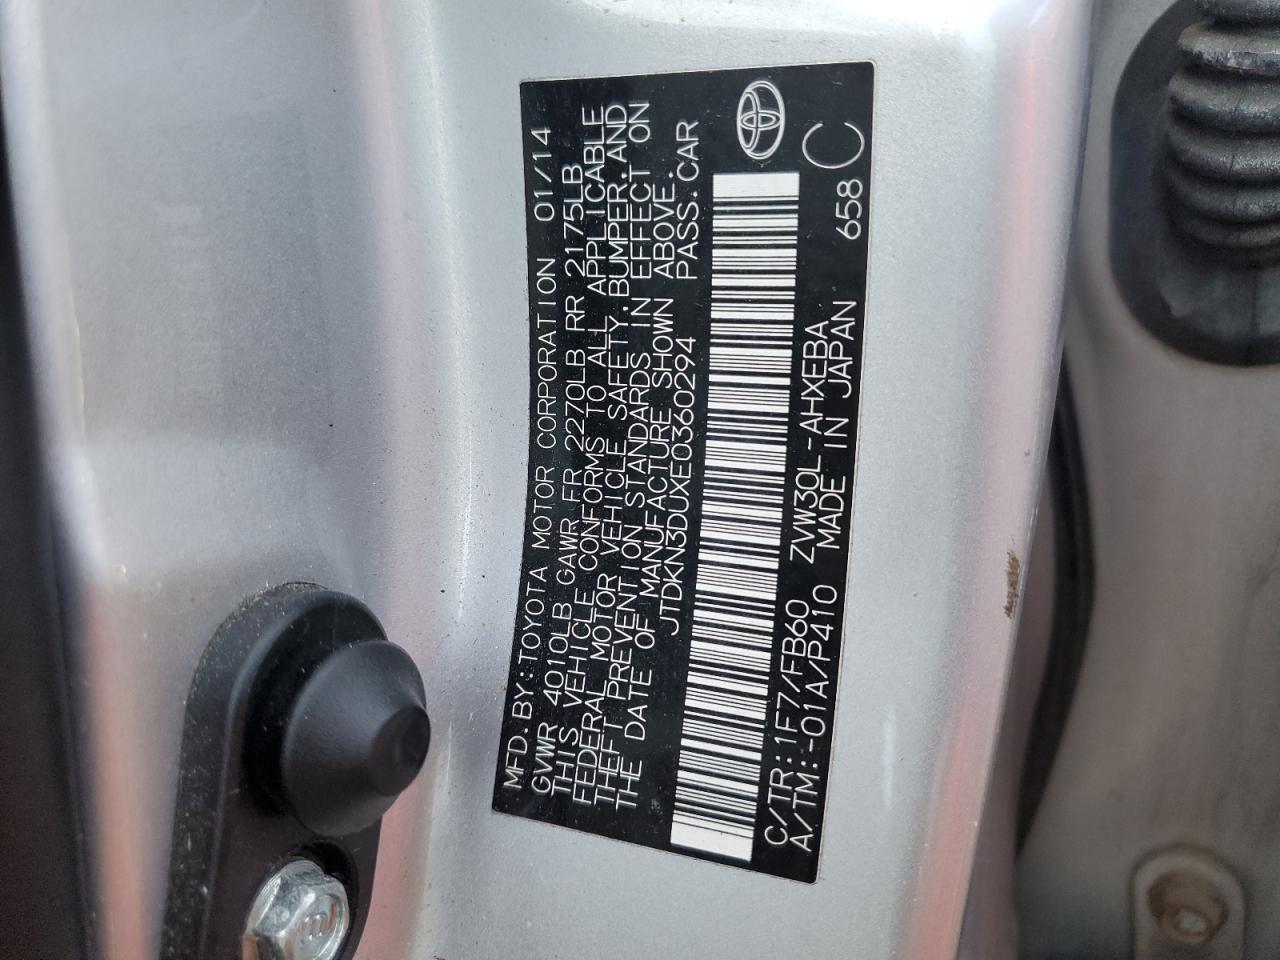 MFD.BY:TOYOTA MOTOR CORPORATION 01/14
GVWR 4010LB GAWR FR 2270LB RR 2175LB
THIS VEHICLE CONFORMS TO ALL APPLICABLE
FEDERAL MOTOR VEHICLE SAFETY,BUMPER,AND
THEFT PREVENTION STANDARDS IN EFFECT ON
THE DATE OF MANUFACTURE SHOWN ABOVE.
JTDKN3DUXE0360294 PASS.CAR
C/TR:1F7/FB60 ZVW30L-AHXEBA 658
A/TM:-01A/P410 MADE IN JAPAN
C